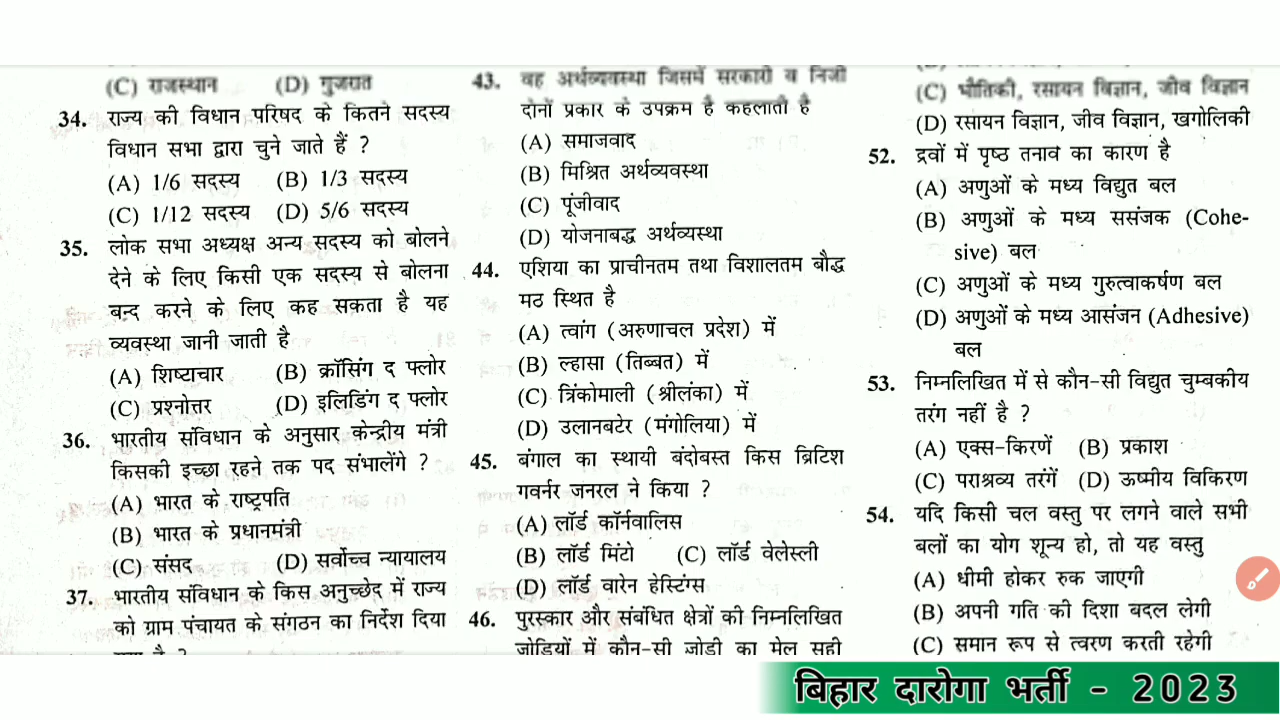 (C) राजस्थान (D) गुजरात
34. राज्य की विधान परिषद के कितने सदस्य
विधान सभा द्वारा चुने जाते हैं ?
(A) 1/6 सदस्य (B) 1/3 सदस्य
(C) 1/12 सदस्य (D) 5/6 सदस्य
35. लोक सभा अध्यक्ष अन्य सदस्य को बोलने
देने के लिए किसी एक सदस्य से बोलना
बन्द करने के लिए कह सकता है यह
व्यवस्था जानी जाती है
(A) शिष्टाचार (B) क्रॉसिंग द फ्लोर
(C) प्रश्नोत्तर (D) इलिडिंग द फ्लोर
36. भारतीय संविधान के अनुसार केन्द्रीय मंत्री
किसकी इच्छा रहने तक पद संभालेंगे ?
(A) भारत के राष्ट्रपति
(B) भारत के प्रधानमंत्री
(C) संसद (D) सर्वोच्च न्यायालय
37. भारतीय संविधान के किस अनुच्छेद में राज्य
को ग्राम पंचायत के संगठन का निर्देश दिया
43. वह अर्थव्यवस्था जिसमें सरकारी व निजी
दोनों प्रकार के उपक्रम है कहलाती है
(A) समाजवाद
(B) मिश्रित अर्थव्यवस्था
(C) पूंजीवाद
(D) योजनाबद्ध अर्थव्यस्था
44. एशिया का प्राचीनतम तथा विशालतम बौद्ध
मठ स्थित है
(A) त्वांग (अरुणाचल प्रदेश) में
(B) ल्हासा (तिब्बत) में
(C) त्रिंकोमाली (श्रीलंका) में
(D) उलानबटेर (मंगोलिया) में
45. बंगाल का स्थायी बंदोबस्त किस ब्रिटिश
गवर्नर जनरल ने किया ?
(A) लॉर्ड कॉर्नवालिस
(B) लॉर्ड मिंटो (C) लॉर्ड वेलेस्ली
(D) लॉर्ड वारेन हेस्टिंग्स
46. पुरस्कार और संबंधित क्षेत्रों की निम्नलिखित
जोड़ियों में कौन-सी जोड़ी का मेल सही
(C) भौतिकी, रसायन विज्ञान, जीव विज्ञान
(D) रसायन विज्ञान, जीव विज्ञान, खगोलिकी
52. द्रवों में पृष्ठ तनाव का कारण है
(A) अणुओं के मध्य विद्युत बल
(B) अणुओं के मध्य ससंजक (Cohe-
sive) बल
(C) अणुओं के मध्य गुरुत्वाकर्षण बल
(D) अणुओं के मध्य आसंजन (Adhesive)
बल
53. निम्नलिखित में से कौन-सी विद्युत चुम्बकीय
तरंग नहीं है ?
(A) एक्स-किरणें (B) प्रकाश
(C) पराश्रव्य तरंगें (D) ऊष्मीय विकिरण
54. यदि किसी चल वस्तु पर लगने वाले सभी
बलों का योग शून्य हो, तो यह वस्तु
(A) धीमी होकर रुक जाएगी
(B) अपनी गति की दिशा बदल लेगी
(C) समान रूप से त्वरण करती रहेगी
बिहार दारोगा भर्ती - 2023